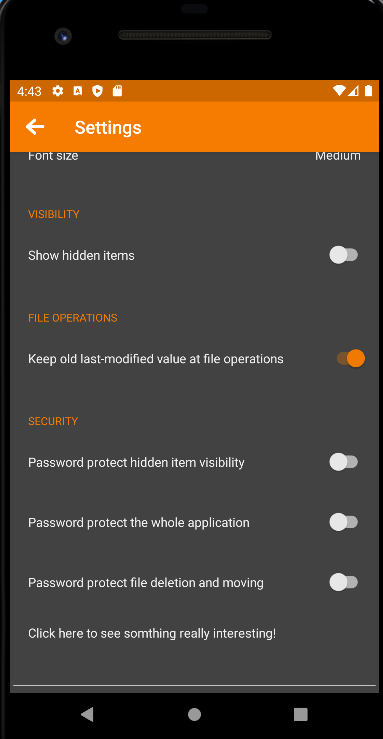 4:43
Settings
Font size
Medium
VISIBILITY
Show hidden items
FILE OPERATIONS
Keep old last-modified value at file operations
SECURITY
Password protect hidden item visibility
Password protect the whole application
Password protect file deletion and moving
Click here to see somthing really interesting!